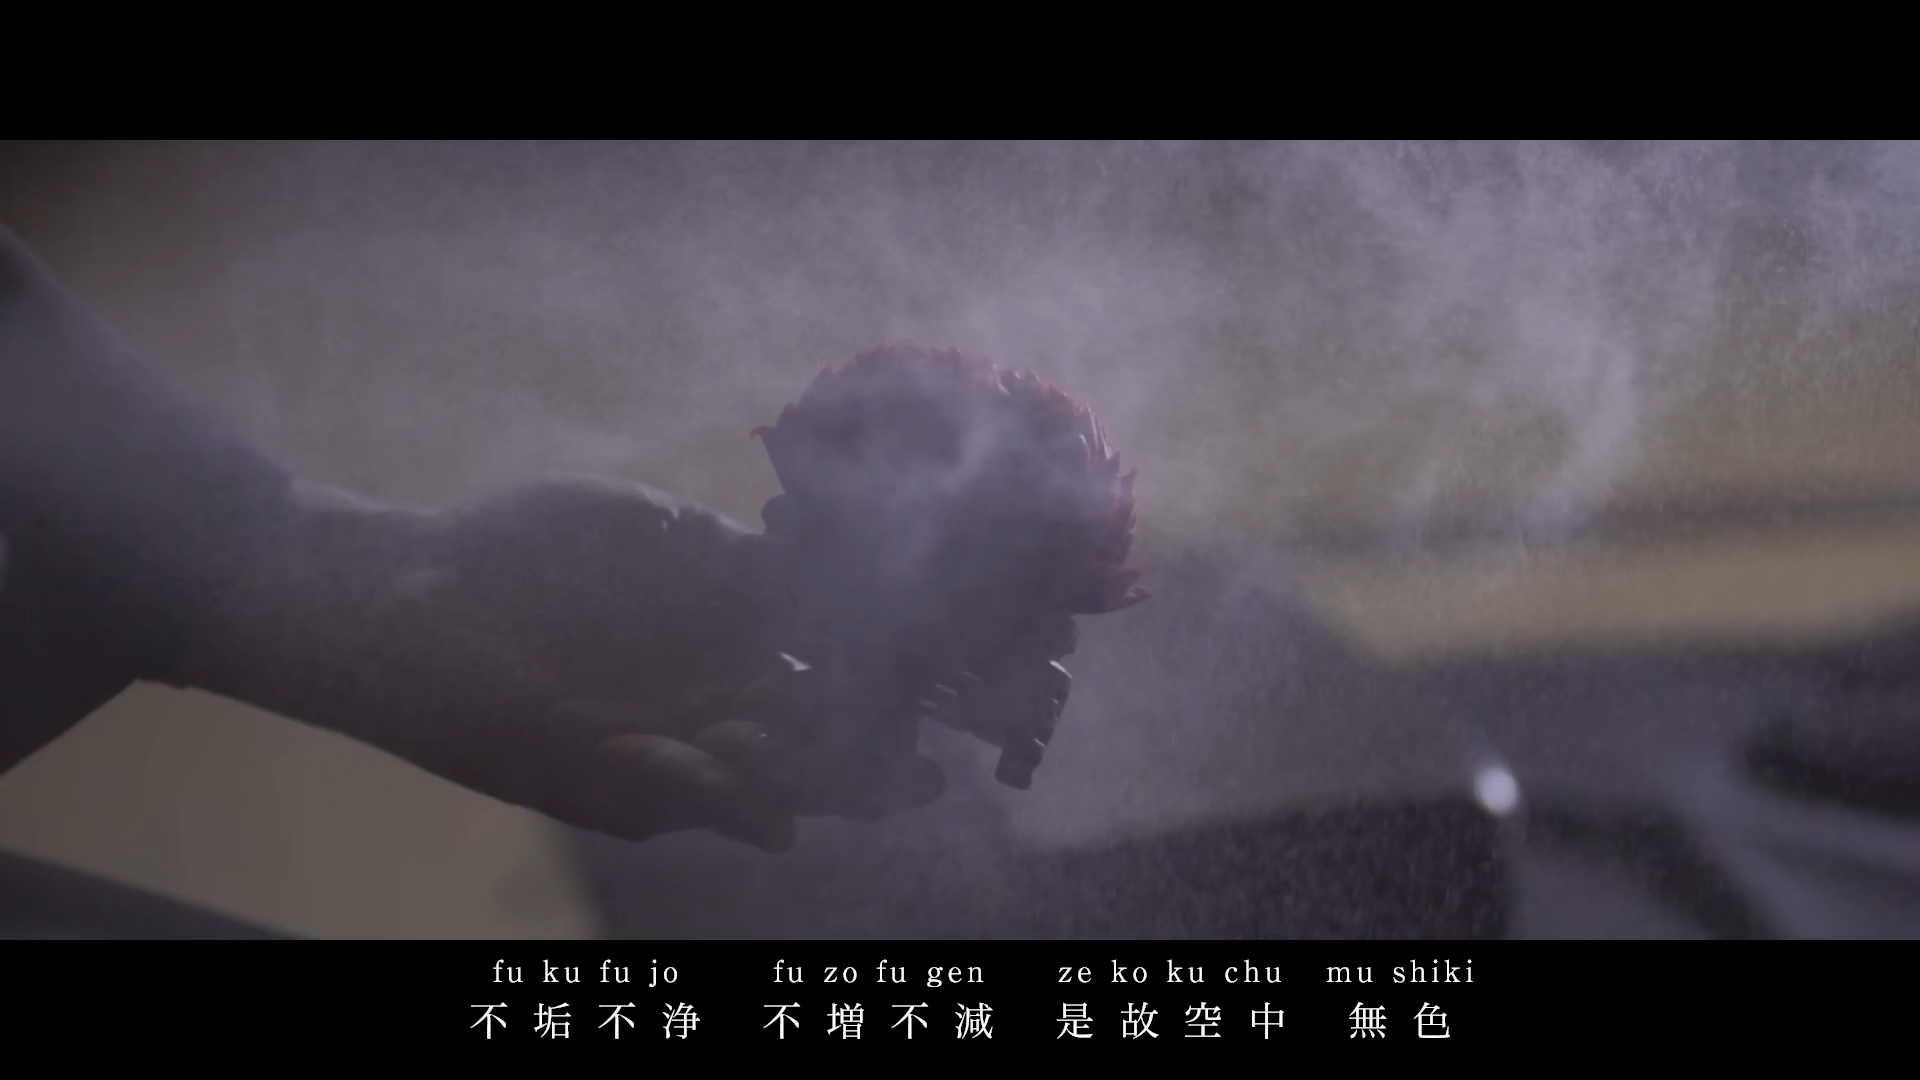 fu ku fu jo fu zo fu gen ze ko ku chu mu shiki
不垢不浄 不増不減 是故空中 無色